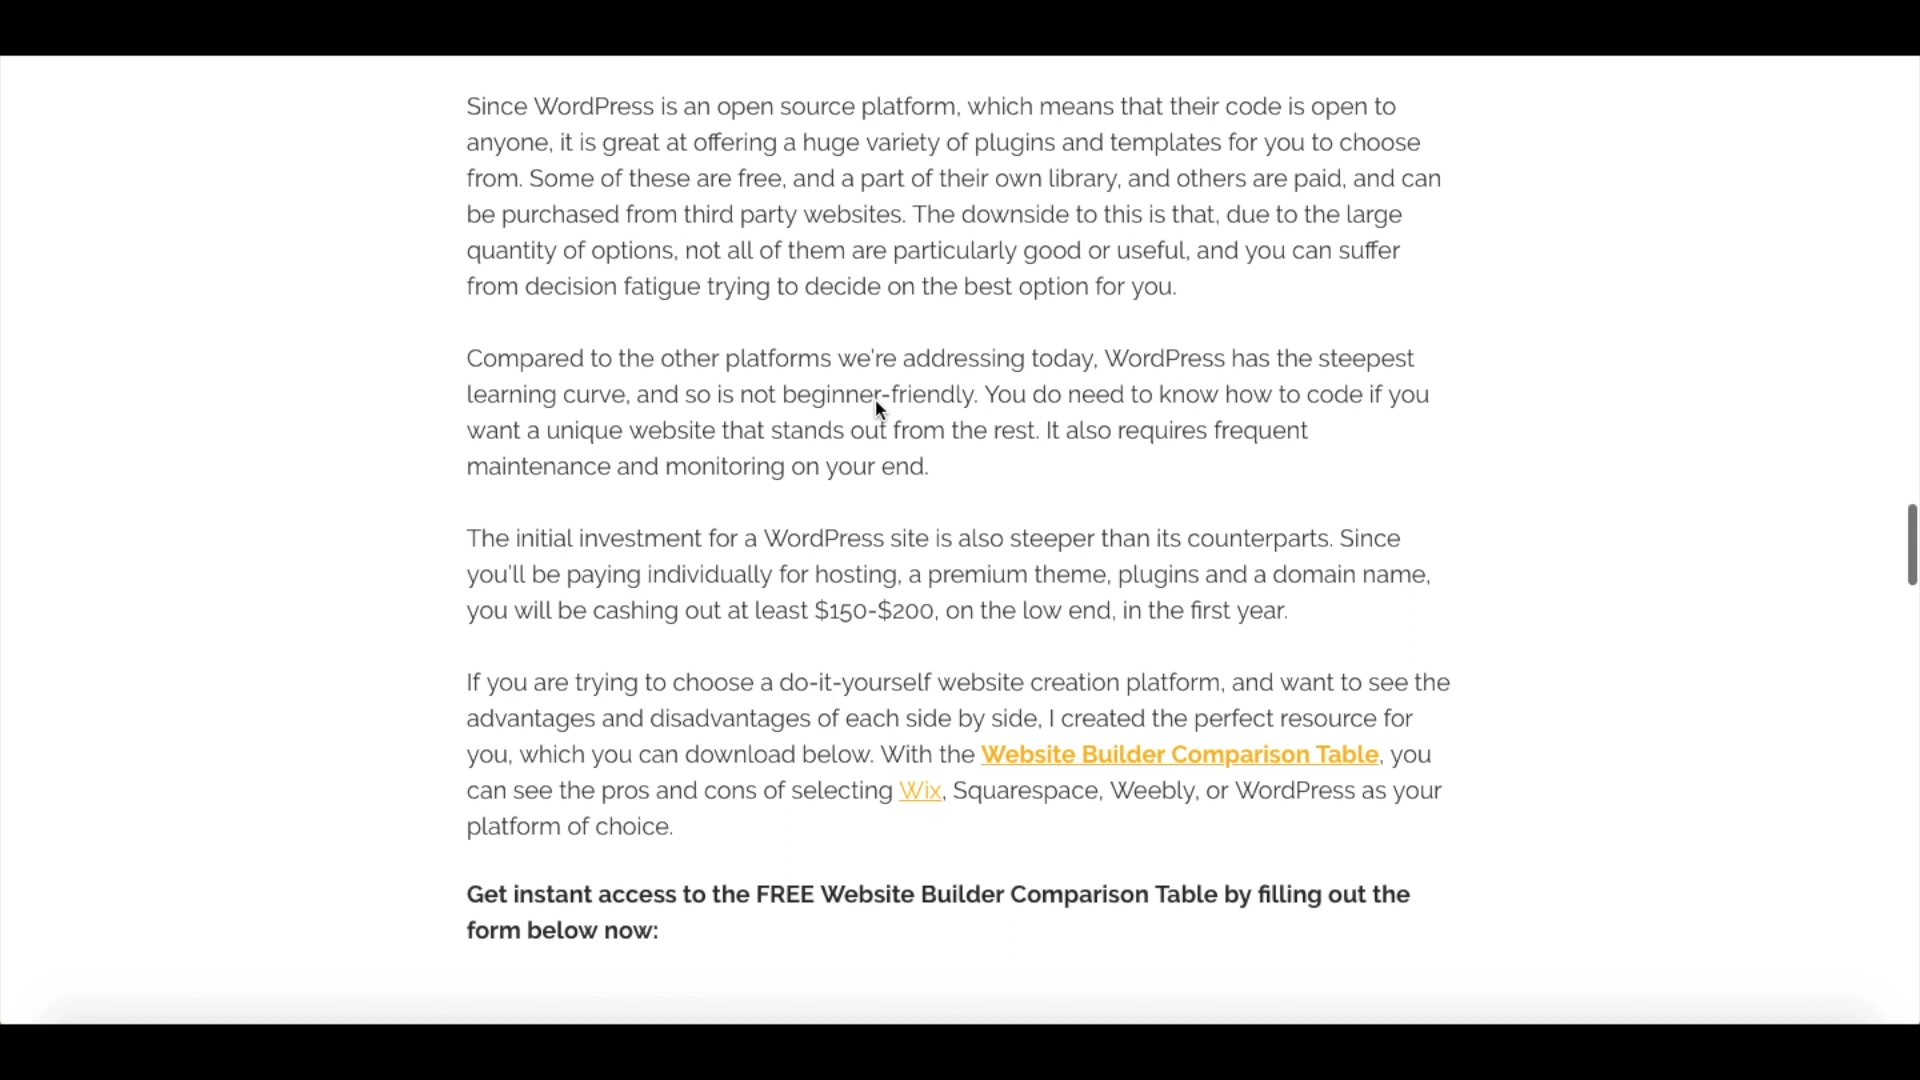 Since WordPress is an open source platform, which means that their code is open to
anyone, it is great at offering a huge variety of plugins and templates for you to choose
from. Some of these are free, and a part of their own library, and others are paid, and can
be purchased from third party websites. The downside to this is that, due to the large
quantity of options, not all of them are particularly good or useful, and you can suffer
from decision fatigue trying to decide on the best option for you.
Compared to the other platforms we're addressing today, WordPress has the steepest
learning curve, and so is not beginner-friendly. You do need to know how to code if you
want a unique website that stands out from the rest. It also requires frequent
maintenance and monitoring on your end.
The initial investment for a WordPress site is also steeper than its counterparts. Since
you'll be paying individually for hosting, a premium theme, plugins and a domain name,
you will be cashing out at least $150-$200, on the low end, in the first year.
If you are trying to choose a do-it-yourself website creation platform, and want to see the
advantages and disadvantages of each side by side, I created the perfect resource for
you, which you can download below. With the Website Builder Comparison Table, you
can see the pros and cons of selecting Wix, Squarespace, Weebly, or WordPress as your
platform of choice.
Get instant access to the FREE Website Builder Comparison Table by filling out the
form below now: